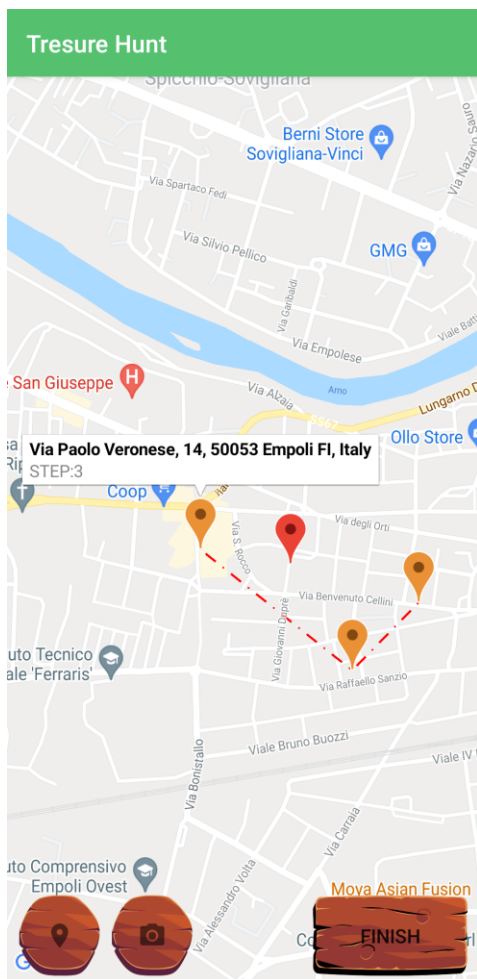 Tresure Hunt
Spicchio-Sovigliana
Berni Store
Sovigliana-Vinci
Via Nazario Sauro
Via Spartaco Fedi
Via Silvio Pellico
GMG
Via Garibaldi
Viale Batt
Via Empolese
Arno
San Giuseppe
H
Via Alzaia
Lungarno D
SS67
Ollo Store
Via Paolo Veronese, 14, 50053 Empoli FI, Italy
STEP:3
Rip
Coop
Via degli Orti
Via S. Rocco
Via Benvenuto Cellini
Via Giovanni Duprè
uto Tecnico
ale 'Ferraris'
Via Raffaello Sanzio
Viale Bruno Buozzi
Viale IV
Via Bonistallo
Via Carraia
uto Comprensivo
Empoli Ovest
Via Alessandro Volta
Moya Asian Fusion
FINISH
G